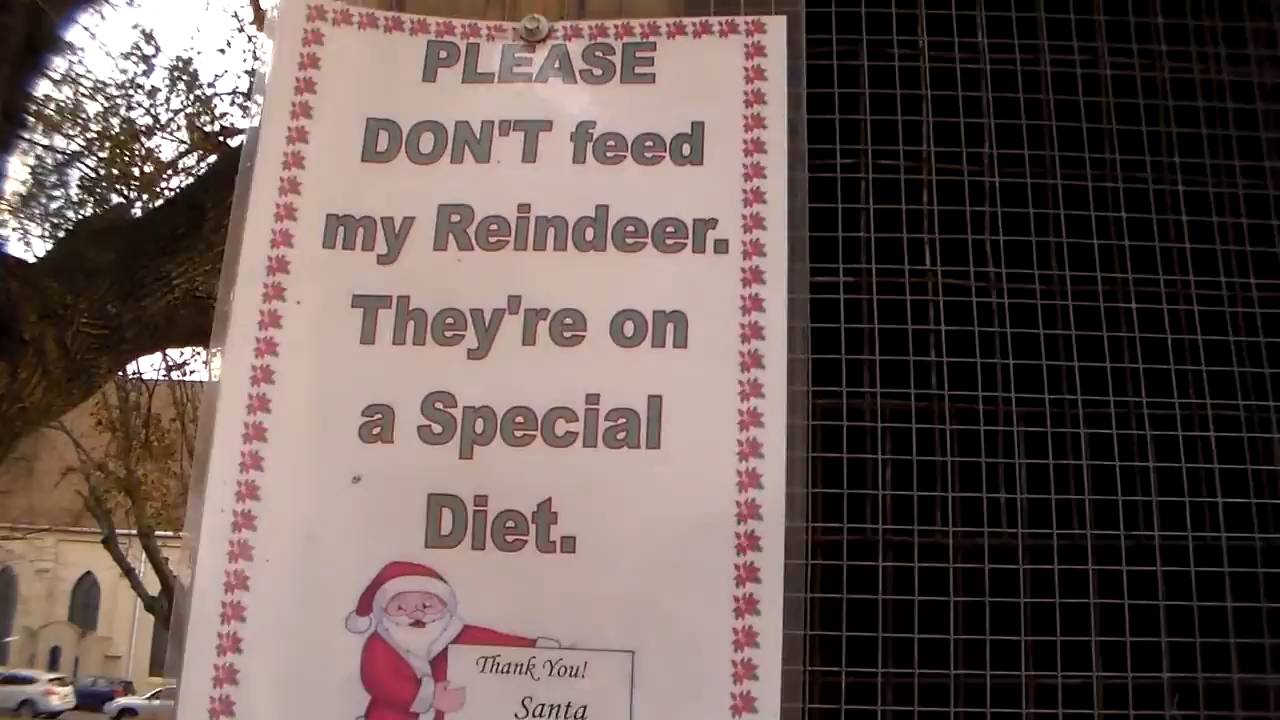 PLEASE
DON'T feed
my Reindeer.
They're on
a Special
Diet.
Thank You!
Santa